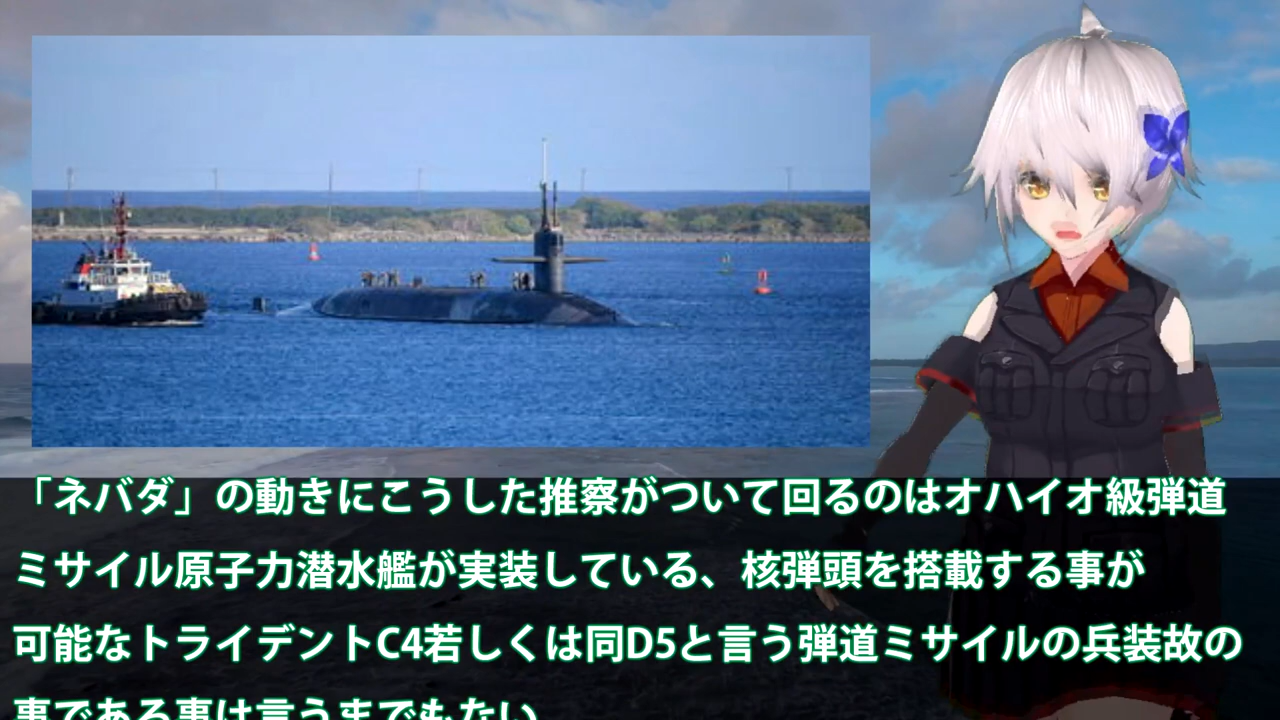 「ネバダ」の動きにこうした推察がついて回るのはオハイオ級弾道
ミサイル原子力潜水艦が実装している、核弾頭を搭載する事が
可能なトライデントC4若しくは同D5と言う弾道ミサイルの兵装故の
事である事は言うまでもない